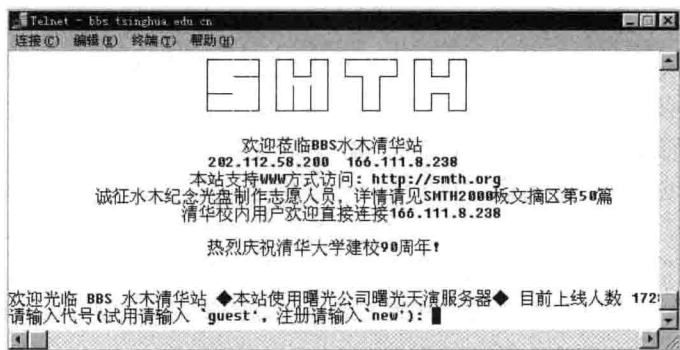 Telnet - bbs tsinghua edu cn
连接(C) 编辑(E) 终端(T) 帮助(H)
SMTH
欢迎莅临BBS水木清华站
202.112.58.200 166.111.8.238
本站支持WWW方式访问: http://smth.org
诚征水木纪念光盘制作志愿人员, 详情请见SMTH2000板文摘区第50篇
清华校内用户欢迎直接连接166.111.8.238
热烈庆祝清华大学建校90周年!
欢迎光临 BBS 水木清华站 ◆本站使用曙光公司曙光天演服务器◆ 目前上线人数 172
请输入代号(试用请输入 `guest', 注册请输入`new'):